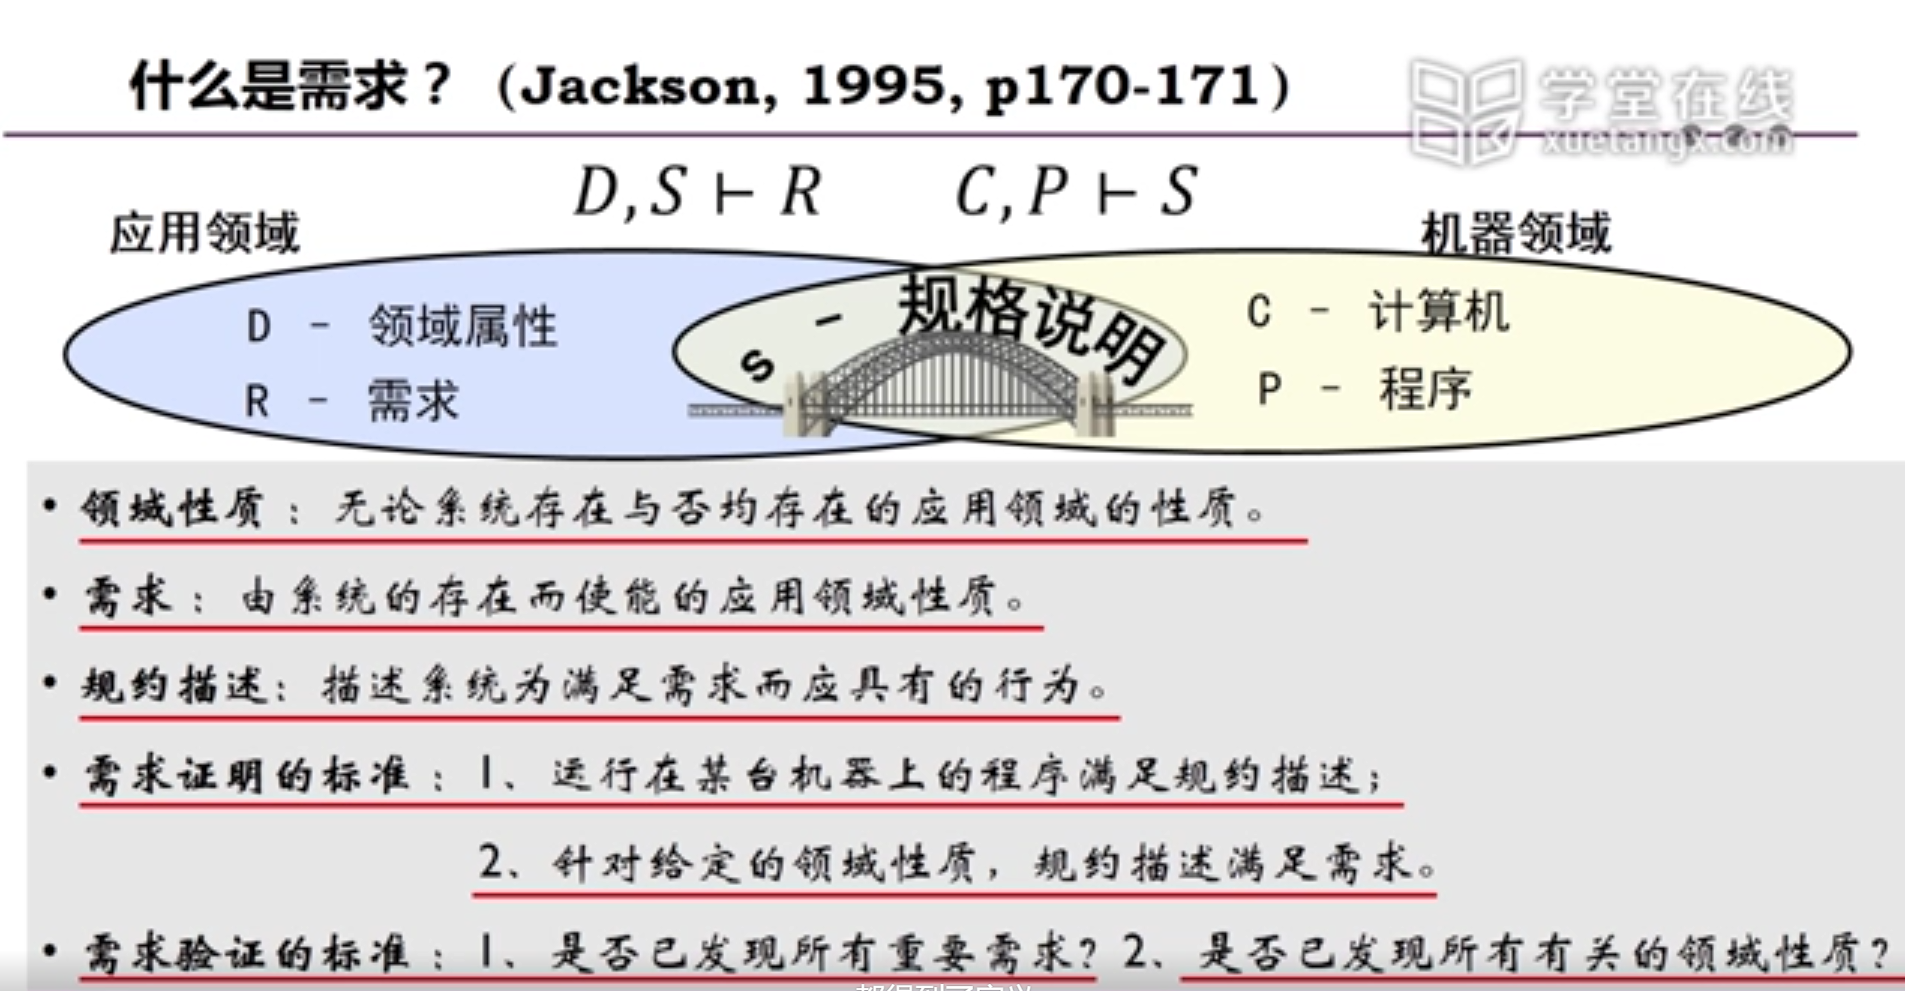 什么是需求？（Jackson, 1995, p170-171）
学堂在线
xuetangx.com
D, S ⊢ R    C, P ⊢ S
应用领域
机器领域
D - 领域属性
R - 需求
s - 规格说明
C - 计算机
P - 程序
• 领域性质：无论系统存在与否均存在的应用领域的性质。
• 需求：由系统的存在而使能的应用领域性质。
• 规约描述：描述系统为满足需求而应具有的行为。
• 需求证明的标准：1、运行在某台机器上的程序满足规约描述；
2、针对给定的领域性质，规约描述满足需求。
• 需求验证的标准：1、是否已发现所有重要需求？2、是否已发现所有有关的领域性质？